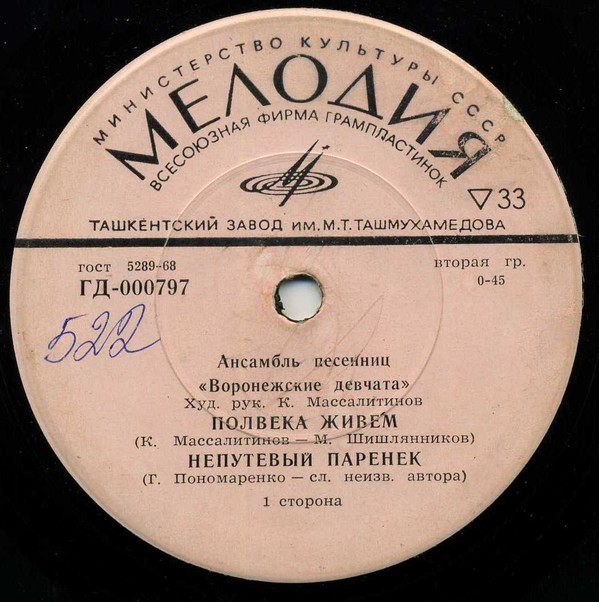 МИНИСТЕРСТВО КУЛЬТУРЫ СССР
МЕЛОДИЯ
ВСЕСОЮЗНАЯ ФИРМА ГРАМПЛАСТИНОК
33
ТАШКЕНТСКИЙ ЗАВОД ИМ. М.Т. ТАШМУХАМЕДОВА
гост 5289-68
вторая гр.
ГД-000797
0-45
522
Ансамбль песенниц
«Воронежские девчата»
Худ. рук. К. Массалитинов
ПОЛВЕКА ЖИВЕМ
(К. Массалитинов — М. Шишлянников)
НЕПУТЕВЫЙ ПАРЕНЕК
(Г. Пономаренко — сл. неизв. автора)
1 сторона